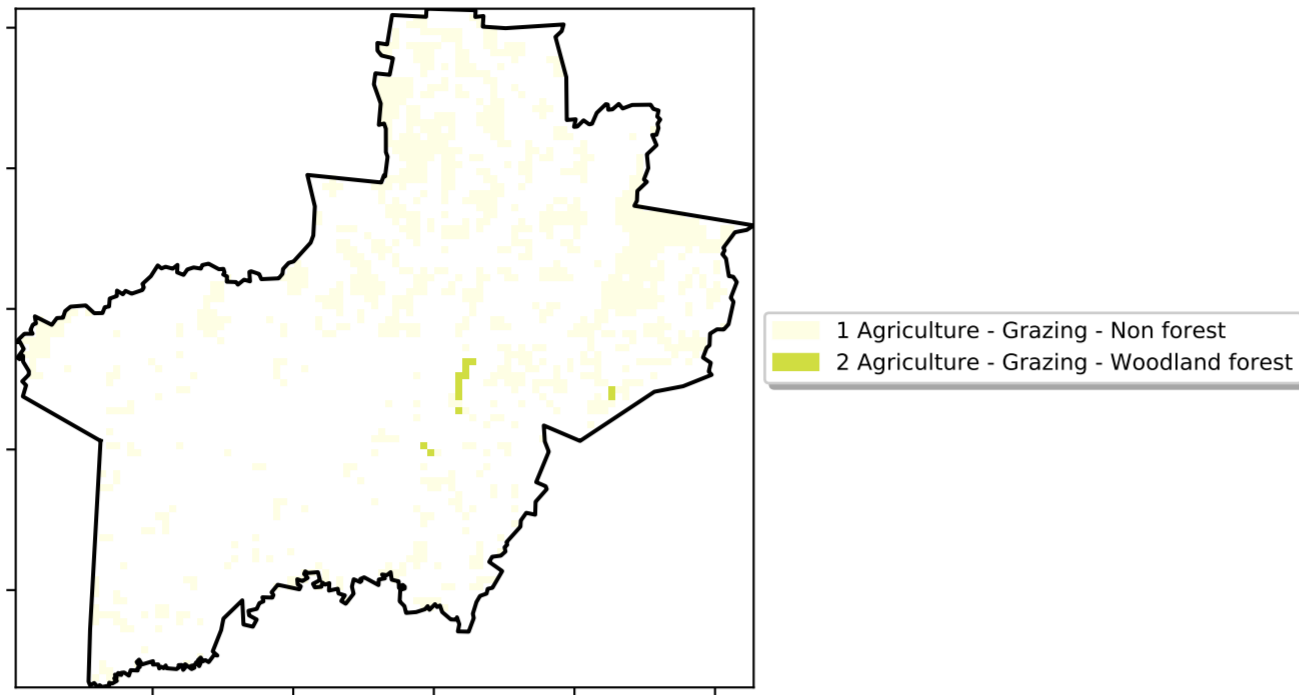 1 Agriculture - Grazing - Non forest
2 Agriculture - Grazing - Woodland forest